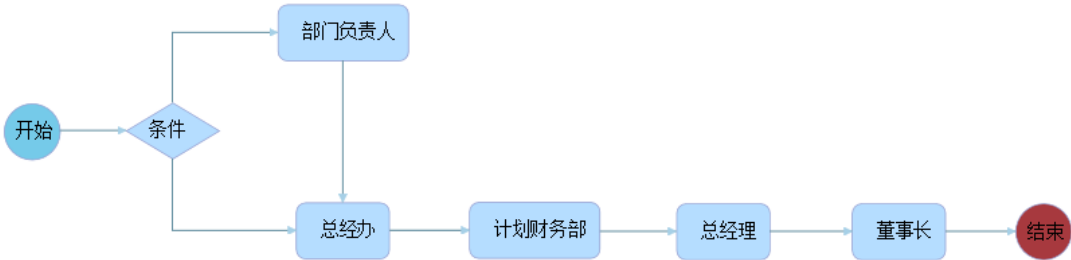 部门负责人
开始
条件
总经办
计划财务部
总经理
董事长
结束